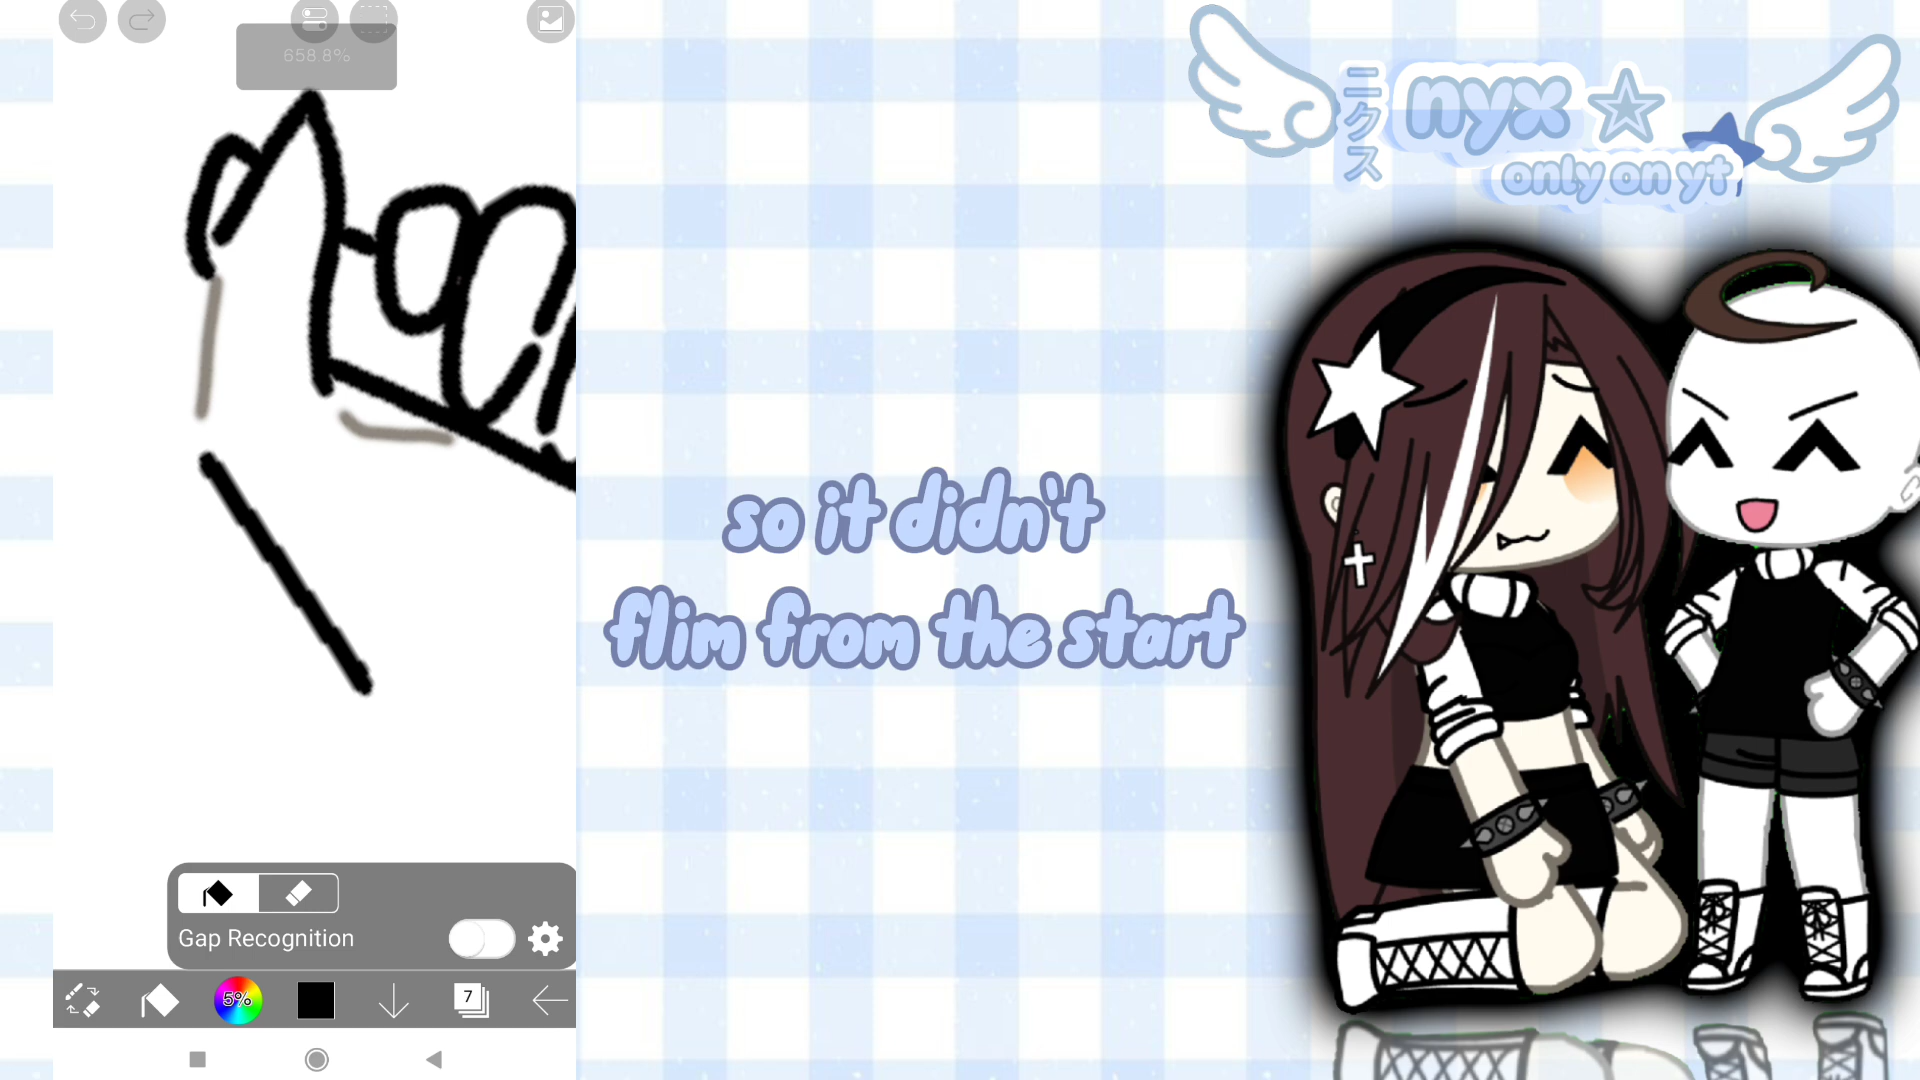 658.8%
ニクス
nyx
only on yt
so it didn't
flim from the start
Gap Recognition
5%
7